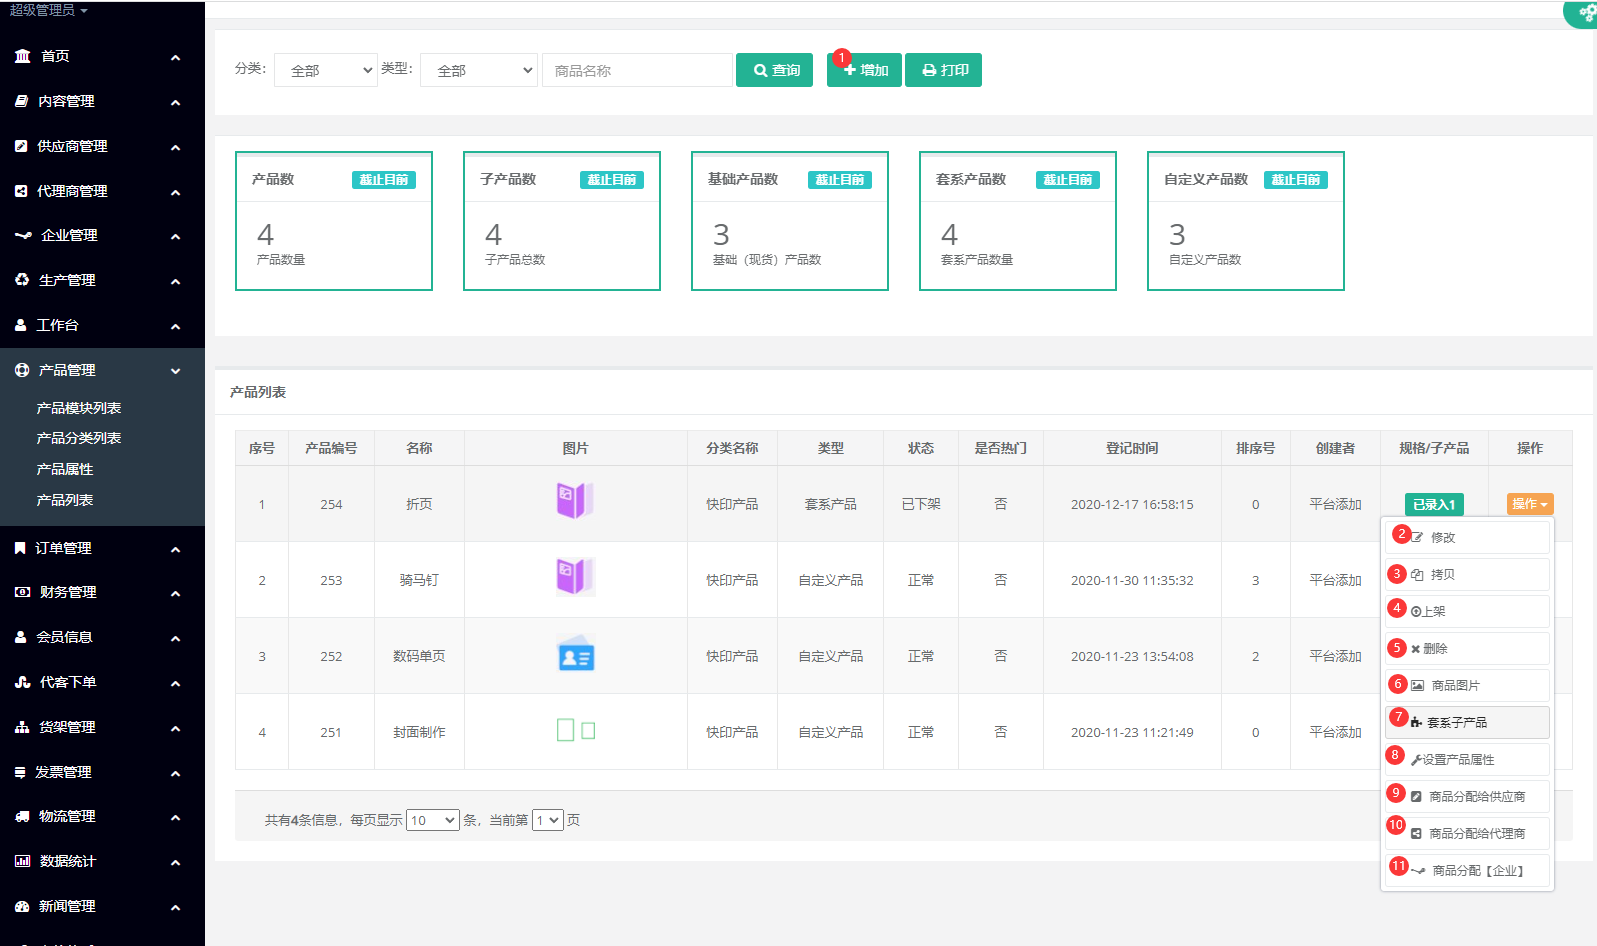 超级管理员
首页
内容管理
供应商管理
代理商管理
企业管理
生产管理
工作台
产品管理
产品模块列表
产品分类列表
产品属性
产品列表
订单管理
财务管理
会员信息
代客下单
货架管理
发票管理
物流管理
数据统计
新闻管理
分类: 全部 类型: 全部 商品名称 查询 1 增加 打印
产品数 截止目前
4
产品数量
子产品数 截止目前
4
子产品总数
基础产品数 截止目前
3
基础（现货）产品数
套系产品数 截止目前
4
套系产品数量
自定义产品数 截止目前
3
自定义产品数
产品列表
序号 产品编号 名称 图片 分类名称 类型 状态 是否热门 登记时间 排序号 创建者 规格/子产品 操作
1 254 折页 快印产品 套系产品 已下架 否 2020-12-17 16:58:15 0 平台添加 已录入1 操作
2 253 骑马钉 快印产品 自定义产品 正常 否 2020-11-30 11:35:32 3 平台添加
3 252 数码单页 快印产品 自定义产品 正常 否 2020-11-23 13:54:08 2 平台添加
4 251 封面制作 快印产品 自定义产品 正常 否 2020-11-23 11:21:49 0 平台添加
2 修改
3 拷贝
4 上架
5 删除
6 商品图片
7 套系子产品
8 设置产品属性
9 商品分配给供应商
10 商品分配给代理商
11 商品分配【企业】
共有4条信息，每页显示 10 条，当前第 1 页